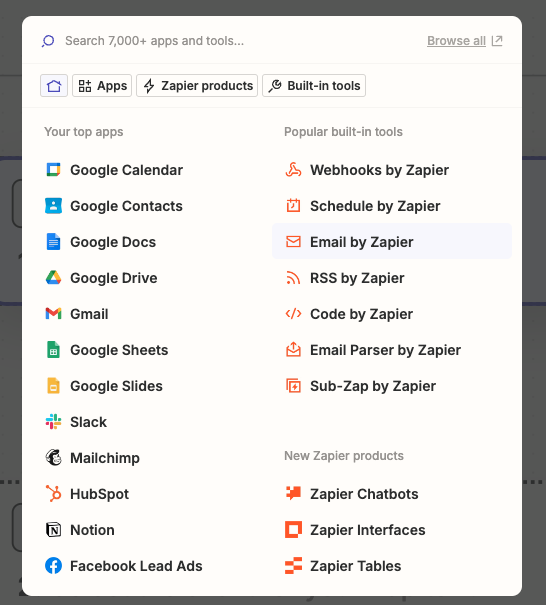 Search 7,000+ apps and tools...
Browse all
Apps
Zapier products
Built-in tools
Your top apps
Google Calendar
Google Contacts
Google Docs
Google Drive
Gmail
Google Sheets
Google Slides
Slack
Mailchimp
HubSpot
Notion
Facebook Lead Ads
Popular built-in tools
Webhooks by Zapier
Schedule by Zapier
Email by Zapier
RSS by Zapier
Code by Zapier
Email Parser by Zapier
Sub-Zap by Zapier
New Zapier products
Zapier Chatbots
Zapier Interfaces
Zapier Tables